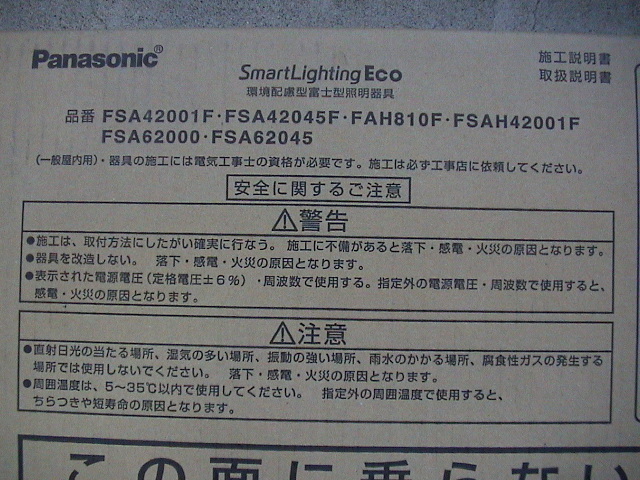 Panasonic®
施工説明書
取扱説明書
SmartLighting Eco
環境配慮型富士型照明器具
品番 FSA42001F・FSA42045F・FAH810F・FSAH42001F
FSA62000・FSA62045
(一般屋内用)・器具の施工には電気工事士の資格が必要です。施工は必ず工事店に依頼してください。
安全に関するご注意
⚠警告
●施工は、取付方法にしたがい確実に行なう。 施工に不備があると落下・感電・火災の原因となります。
●器具を改造しない。 落下・感電・火災の原因となります。
●表示された電源電圧(定格電圧±6%)・周波数で使用する。指定外の電源電圧・周波数で使用すると、
感電・火災の原因となります。
⚠注意
●直射日光の当たる場所、湿気の多い場所、振動の強い場所、雨水のかかる場所、腐食性ガスの発生する
場所では使用しないでください。 落下・感電・火災の原因となります。
●周囲温度は、5~35℃以内で使用してください。 指定外の周囲温度で使用すると、
ちらつきや短寿命の原因となります。
この面に乗らない